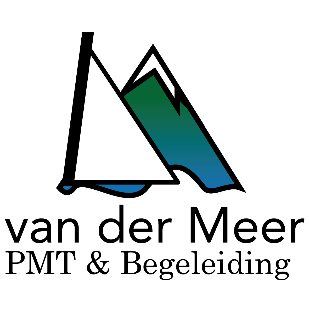 van der Meer
PMT & Begeleiding